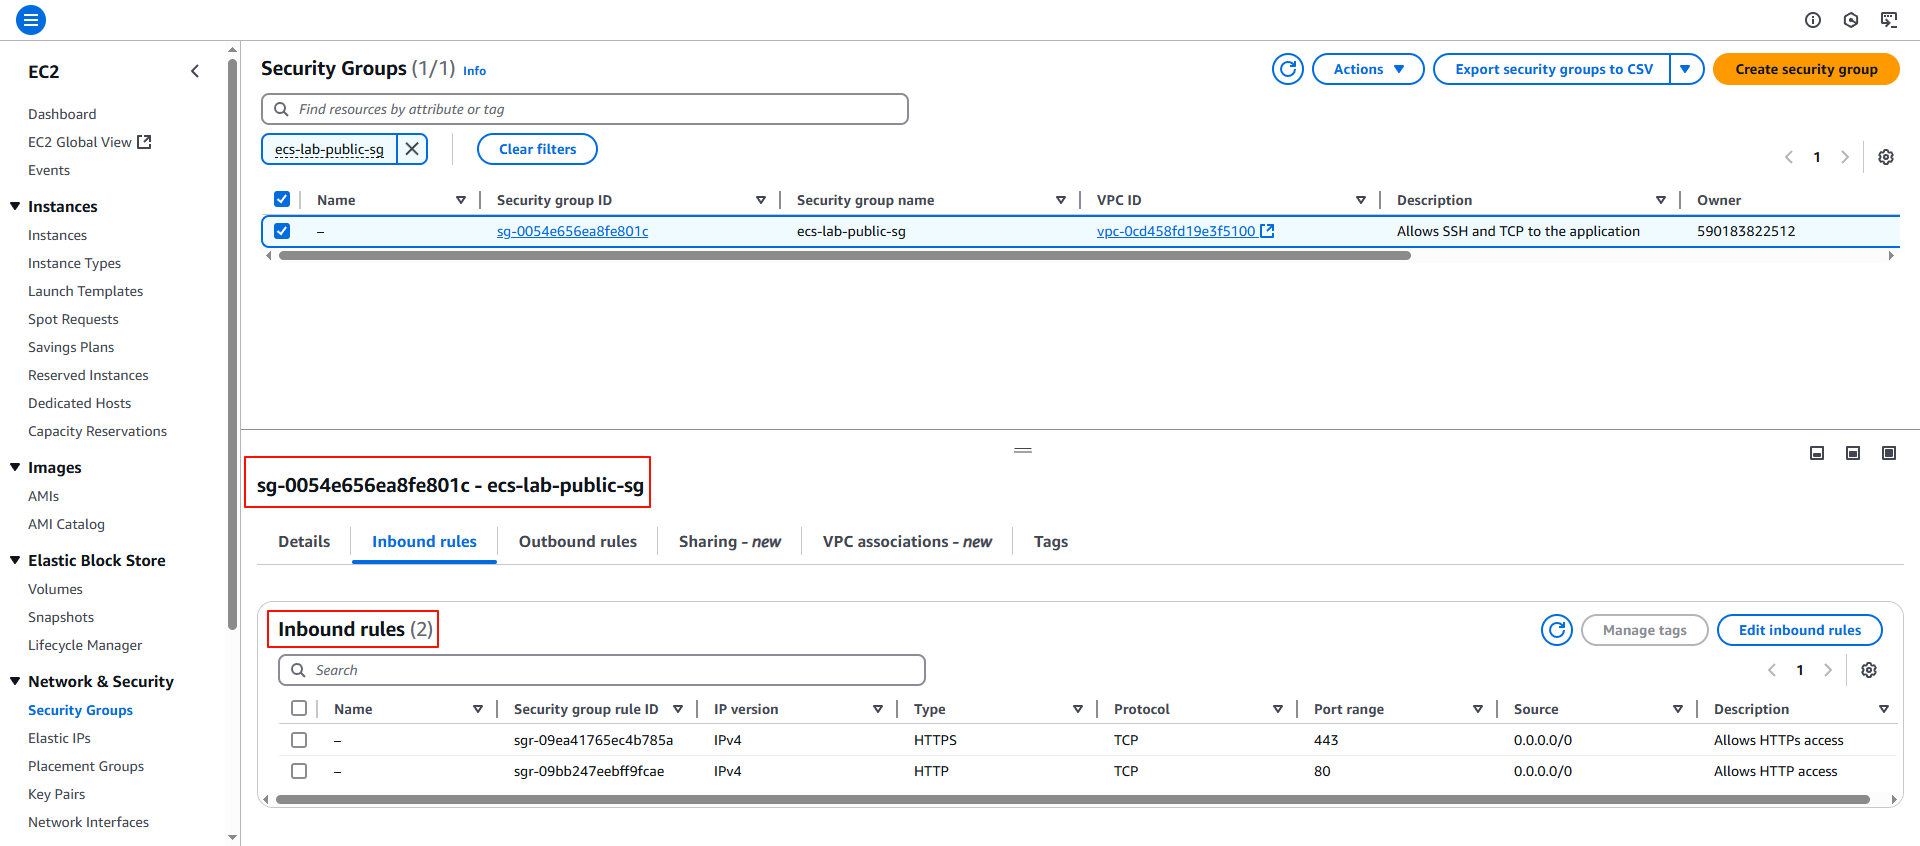 EC2
Dashboard
EC2 Global View
Events
Instances
Instances
Instance Types
Launch Templates
Spot Requests
Savings Plans
Reserved Instances
Dedicated Hosts
Capacity Reservations
Images
AMIs
AMI Catalog
Elastic Block Store
Volumes
Snapshots
Lifecycle Manager
Network & Security
Security Groups
Elastic IPs
Placement Groups
Key Pairs
Network Interfaces
Security Groups (1/1) Info
Actions
Export security groups to CSV
Create security group
Find resources by attribute or tag
ecs-lab-public-sg
Clear filters
1
Name Security group ID Security group name VPC ID Description Owner
– sg-0054e656ea8fe801c ecs-lab-public-sg vpc-0cd458fd19e3f5100 Allows SSH and TCP to the application 590183822512
sg-0054e656ea8fe801c - ecs-lab-public-sg
Details Inbound rules Outbound rules Sharing - new VPC associations - new Tags
Inbound rules (2)
Manage tags
Edit inbound rules
Search
1
Name Security group rule ID IP version Type Protocol Port range Source Description
– sgr-09ea41765ec4b785a IPv4 HTTPS TCP 443 0.0.0.0/0 Allows HTTPs access
– sgr-09bb247eebff9fcae IPv4 HTTP TCP 80 0.0.0.0/0 Allows HTTP access